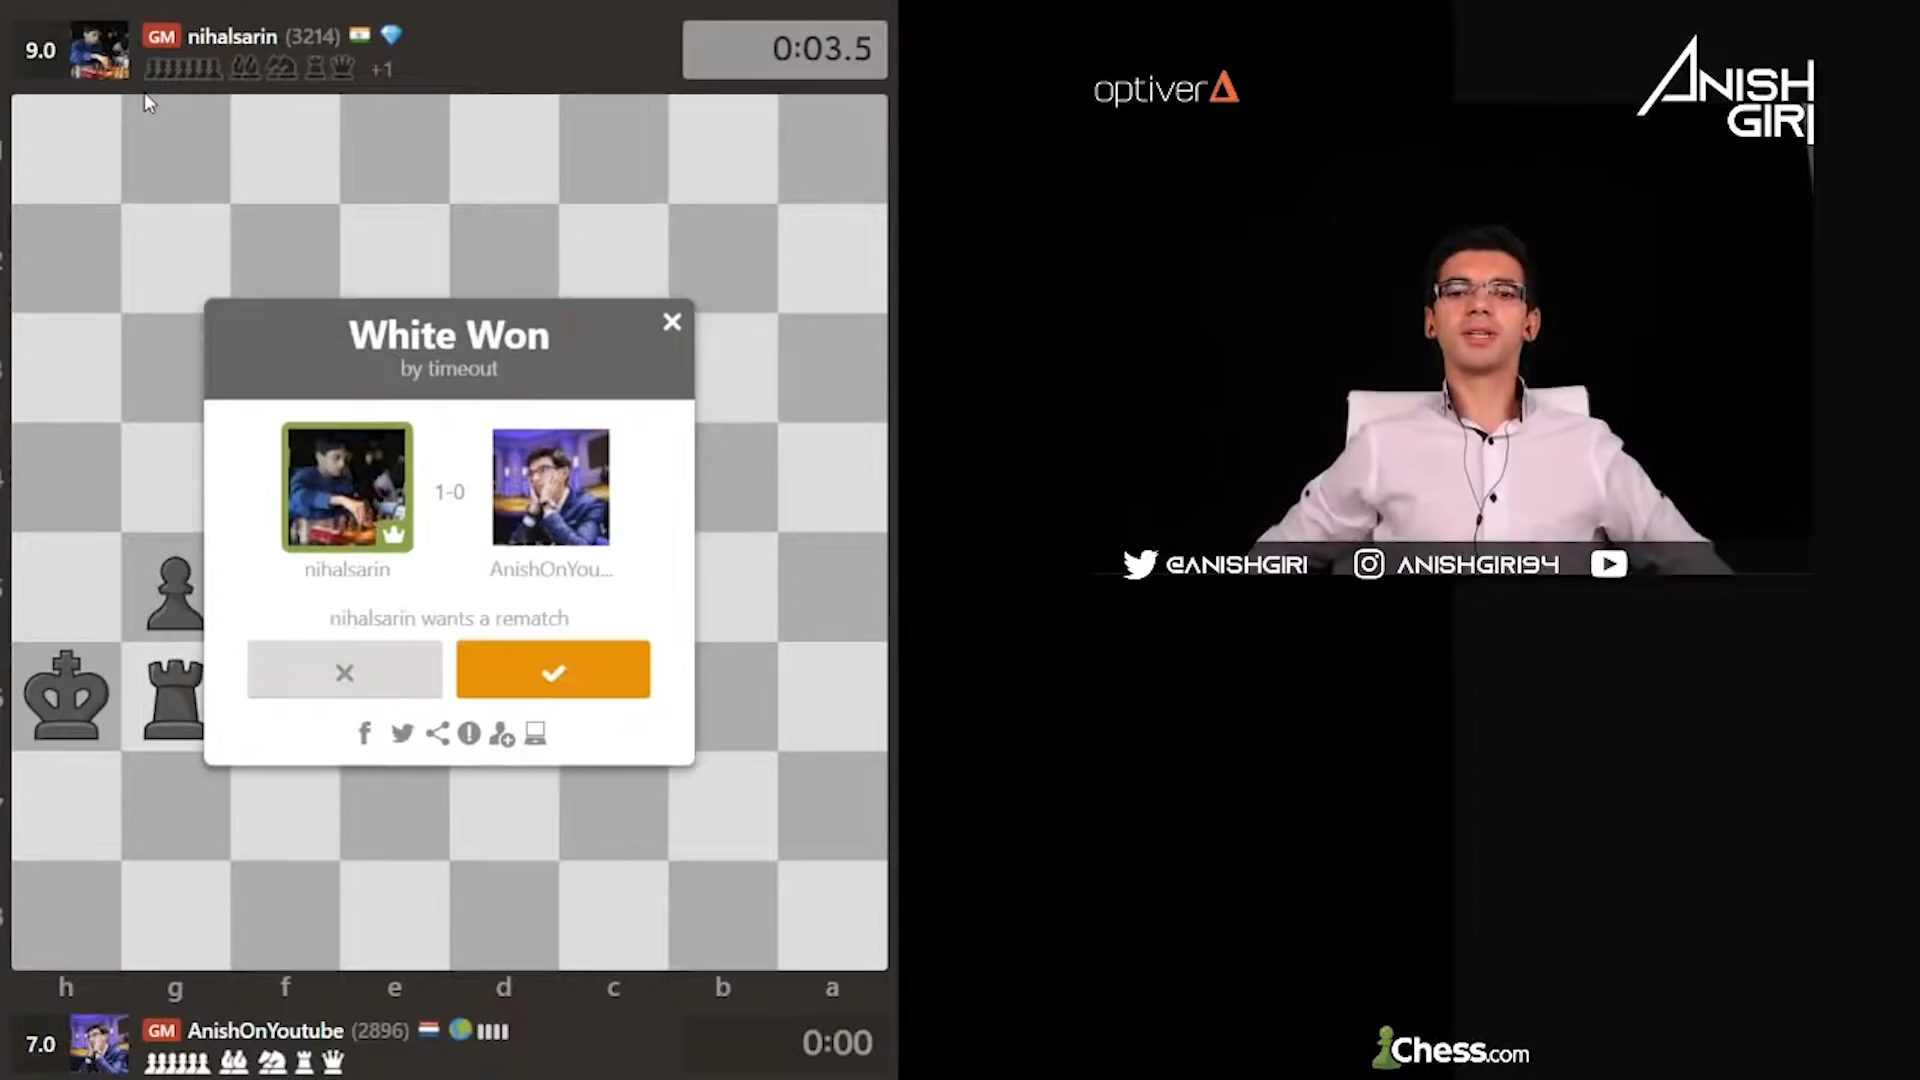 9.0
GM nihalsarin (3214)
+1
0:03.5
White Won
by timeout
1-0
nihalsarin
AnishOnYou...
nihalsarin wants a rematch
h g f e d c b a
7.0
GM AnishOnYoutube (2896)
0:00
optiver
ANISH
GIRI
@ANISHGIRI
ANISHGIRI94
Chess.com